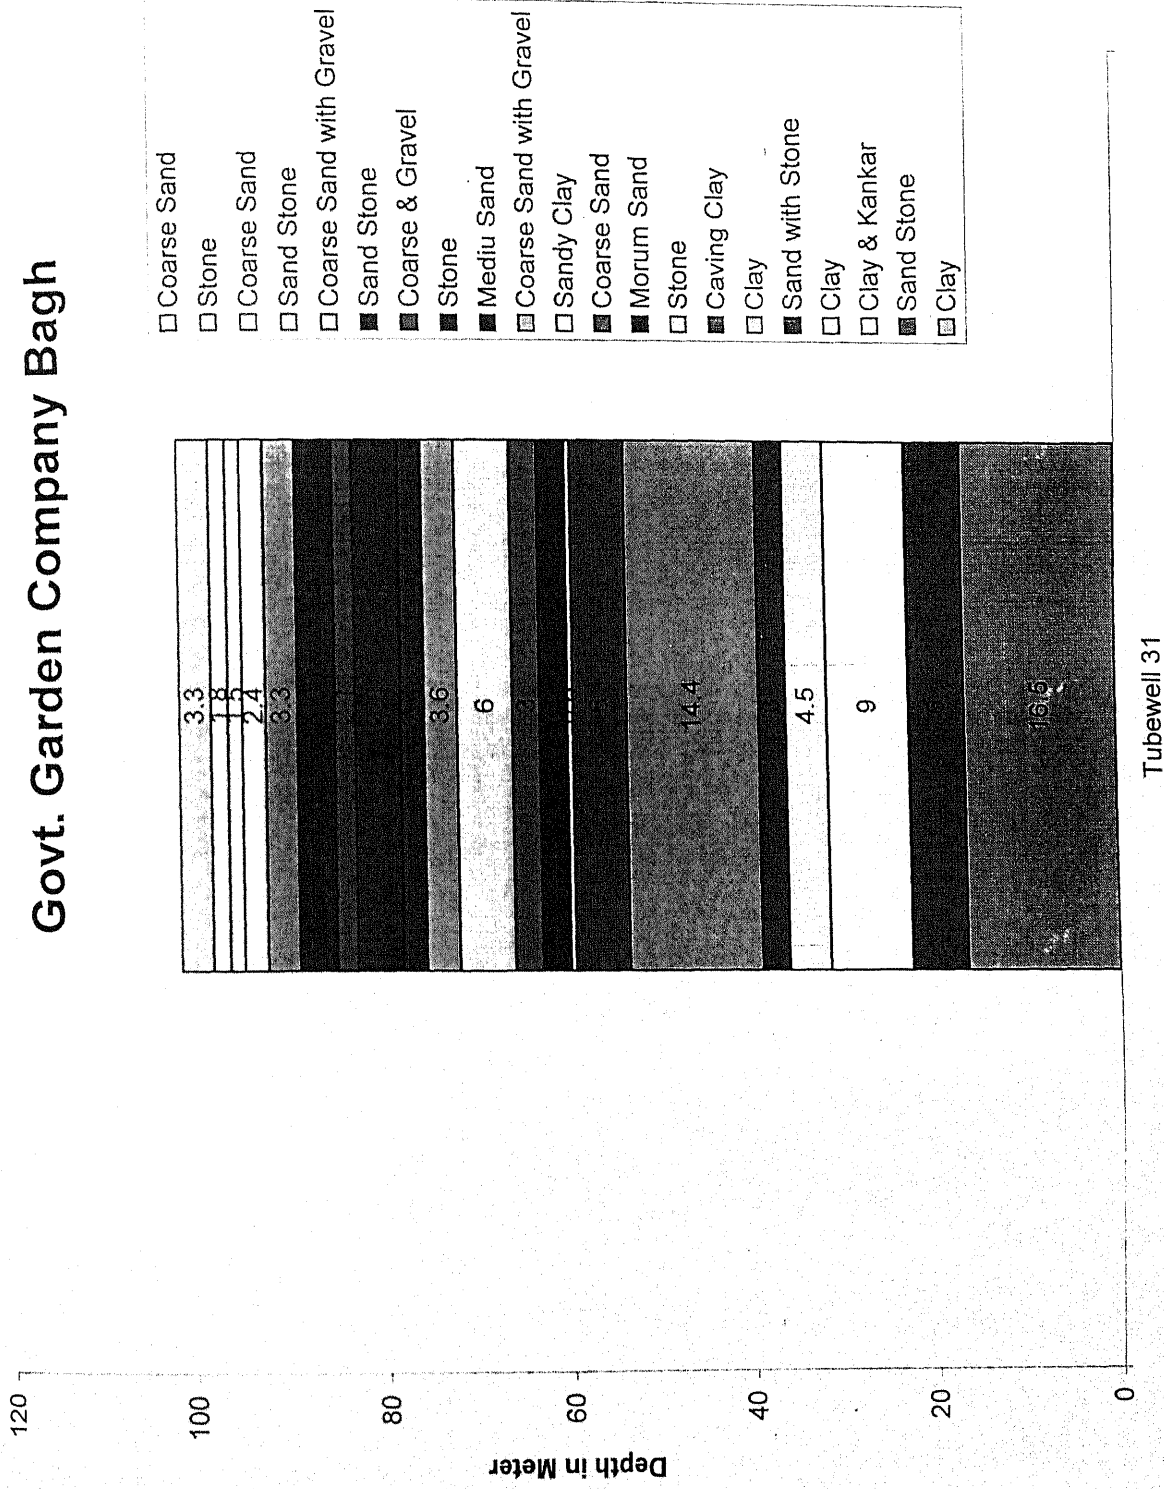 Govt. Garden Company Bagh
120
100
80
60
40
20
0
Depth in Meter
3.3
1.8
1.5
2.4
3.3
3.6
6
3
14.4
4.5
9
16.5
Tubewell 31
Coarse Sand
Stone
Coarse Sand
Sand Stone
Coarse Sand with Gravel
Sand Stone
Coarse & Gravel
Stone
Mediu Sand
Coarse Sand with Gravel
Sandy Clay
Coarse Sand
Morum Sand
Stone
Caving Clay
Clay
Sand with Stone
Clay
Clay & Kankar
Sand Stone
Clay